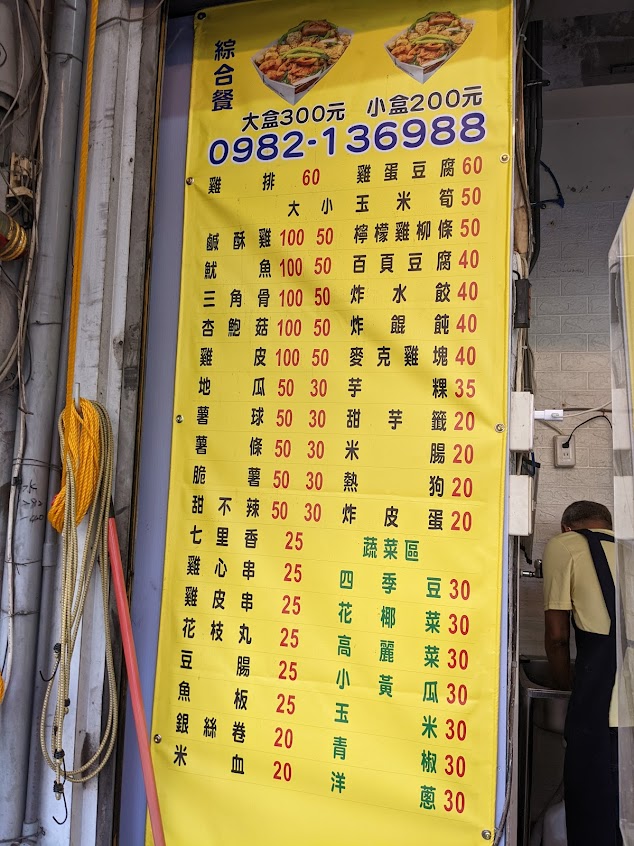 綜合餐
大盒300元 小盒200元
0982-136988
雞排 60
大 小
鹹酥雞 100 50
魷魚 100 50
三角骨 100 50
杏鮑菇 100 50
雞皮 100 50
地瓜 50 30
薯球 50 30
薯條 50 30
脆薯 50 30
甜不辣 50 30
七里香 25
雞心串 25
雞皮串 25
花枝丸 25
豆腸 25
魚板 25
銀絲卷 20
米血 20
雞蛋豆腐 60
玉米筍 50
檸檬雞柳條 50
百頁豆腐 40
炸水餃 40
炸餛飩 40
麥克雞塊 40
芋粿 35
甜芋籤 20
米腸 20
熱狗 20
炸皮蛋 20
蔬菜區
四季豆 30
花椰菜 30
高麗菜 30
小黃瓜 30
玉米 30
青椒 30
洋蔥 30